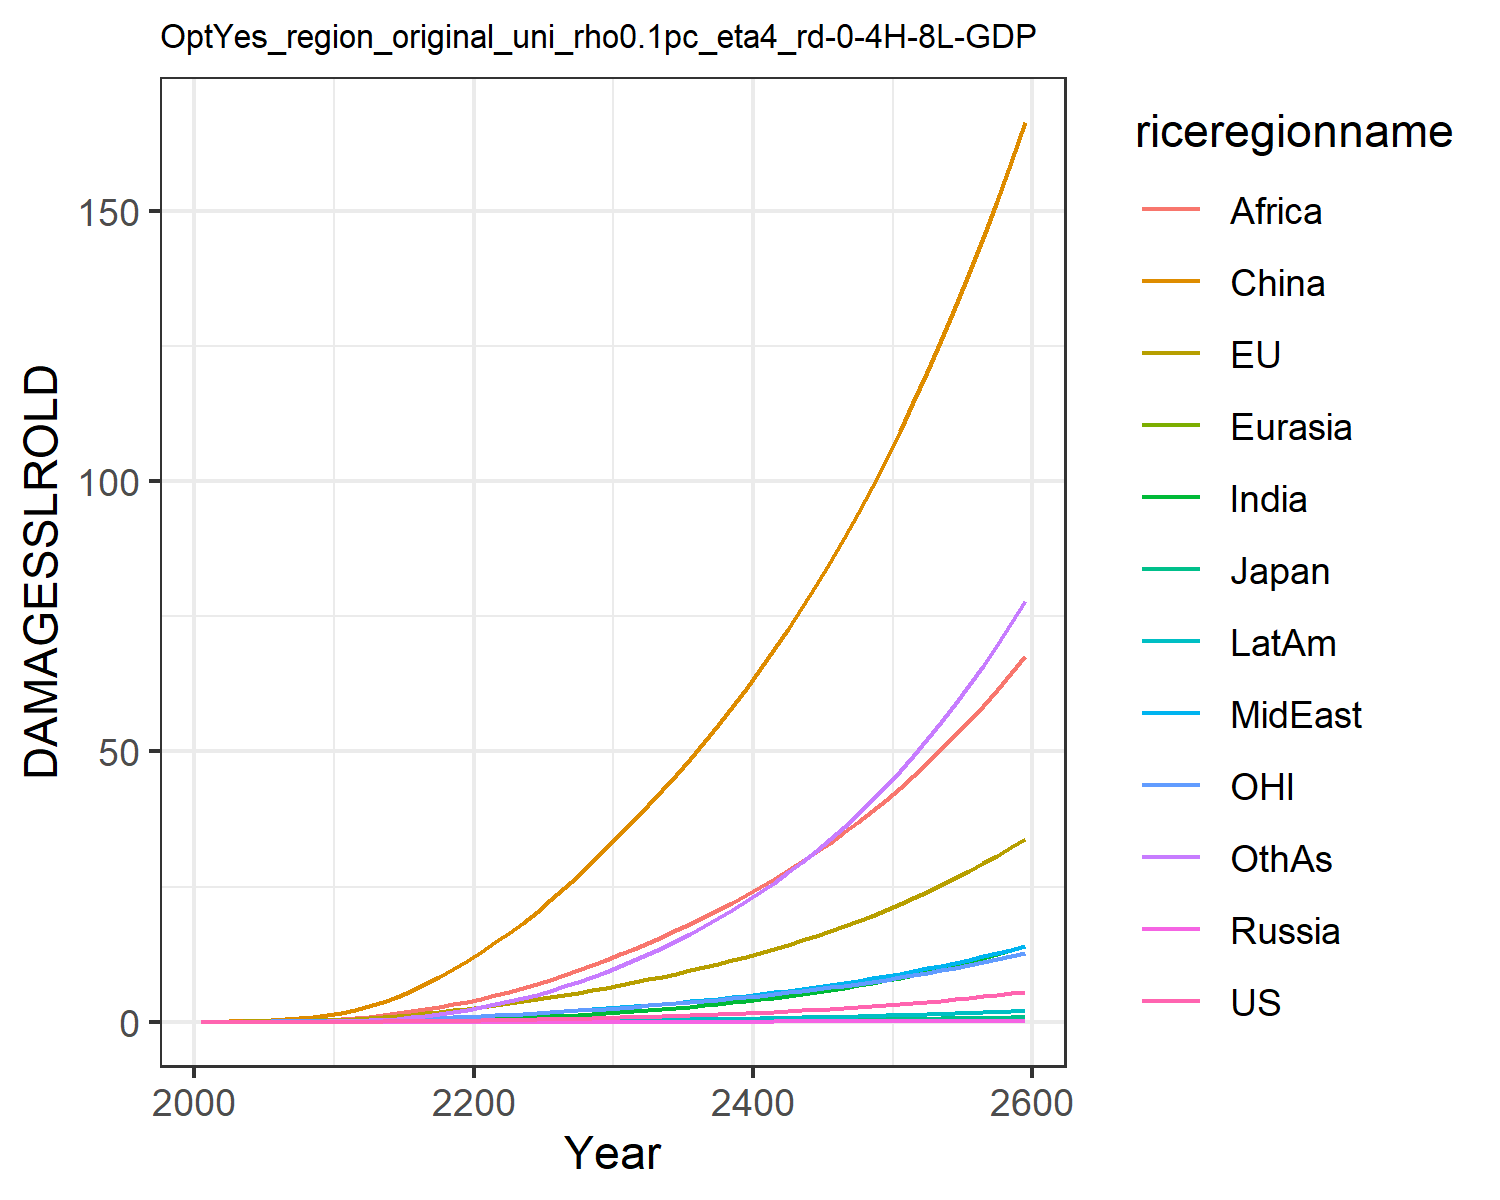 OptYes_region_original_uni_rho0.1pc_eta4_rd-0-4H-8L-GDP
DAMAGESSLROLD
150
100
50
0
2000 2200 2400 2600
Year
riceregionname
Africa
China
EU
Eurasia
India
Japan
LatAm
MidEast
OHI
OthAs
Russia
US